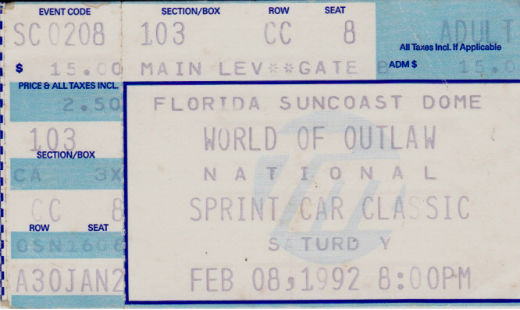 EVENT CODE SECTION/BOX ROW SEAT
SC0208 103 CC 8 ADULT
All Taxes Incl. If Applicable
$ 15.00 MAIN LEV**GATE ADM $ 15.0
PRICE & ALL TAXES INCL.
2.50 FLORIDA SUNCOAST DOME
103 WORLD OF OUTLAW
SECTION/BOX
CA 3X NATIONAL
CC 8 SPRINT CAR CLASSIC
ROW SEAT
SATURD Y
A30JAN2 FEB 08,1992 8:00PM